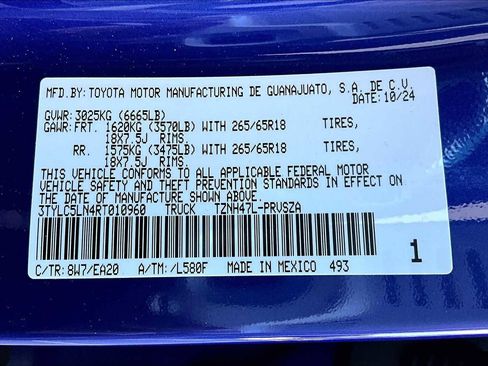 MFD.BY: TOYOTA MOTOR MANUFACTURING DE GUANAJUATO, S.A. DE C.V.
DATE: 10/24
GVWR: 3025KG (6665LB)
GAWR: FRT. 1620KG (3570LB) WITH 265/65R18 TIRES,
18X7.5J RIMS.
RR. 1575KG (3475LB) WITH 265/65R18 TIRES,
18X7.5J RIMS.
THIS VEHICLE CONFORMS TO ALL APPLICABLE FEDERAL MOTOR
VEHICLE SAFETY AND THEFT PREVENTION STANDARDS IN EFFECT ON
THE DATE OF MANUFACTURE SHOWN ABOVE.
3TYLC5LN4RT010960 TRUCK TZNH47L-PRVSZA
1
C/TR: 8W7/EA20 A/TM: /L580F MADE IN MEXICO 493